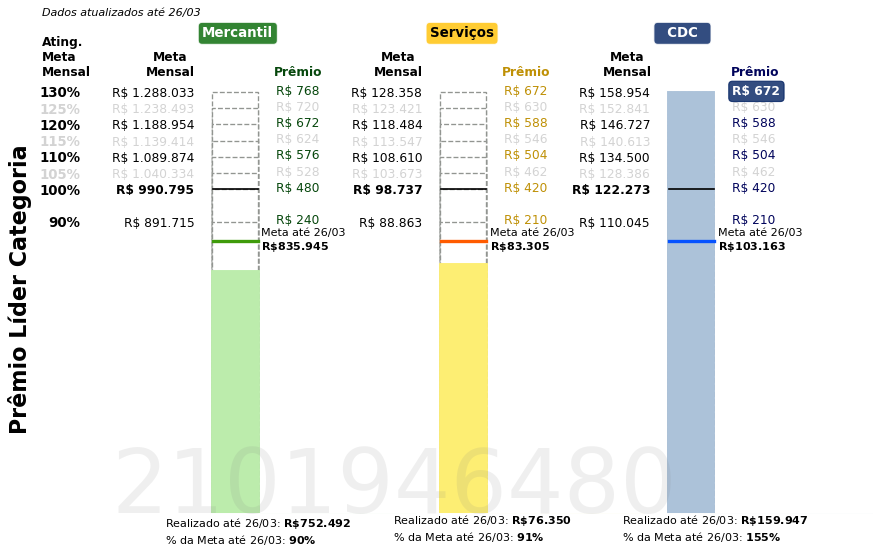 Dados atualizados até 26/03
Mercantil Serviços CDC
Ating. Meta Mensal
Meta Mensal Prêmio Meta Mensal Prêmio Meta Mensal Prêmio
130% R$ 1.288.033 R$ 768 R$ 128.358 R$ 672 R$ 158.954 R$ 672
125% R$ 1.238.493 R$ 720 R$ 123.421 R$ 630 R$ 152.841 R$ 630
120% R$ 1.188.954 R$ 672 R$ 118.484 R$ 588 R$ 146.727 R$ 588
115% R$ 1.139.414 R$ 624 R$ 113.547 R$ 546 R$ 140.613 R$ 546
110% R$ 1.089.874 R$ 576 R$ 108.610 R$ 504 R$ 134.500 R$ 504
105% R$ 1.040.334 R$ 528 R$ 103.673 R$ 462 R$ 128.386 R$ 462
100% R$ 990.795 R$ 480 R$ 98.737 R$ 420 R$ 122.273 R$ 420
90% R$ 891.715 R$ 240 R$ 88.863 R$ 210 R$ 110.045 R$ 210
Meta até 26/03 Meta até 26/03 Meta até 26/03
R$835.945 R$83.305 R$103.163
Prêmio Líder Categoria
2101946480
Realizado até 26/03: R$752.492 Realizado até 26/03: R$76.350 Realizado até 26/03: R$159.947
% da Meta até 26/03: 90% % da Meta até 26/03: 91% % da Meta até 26/03: 155%